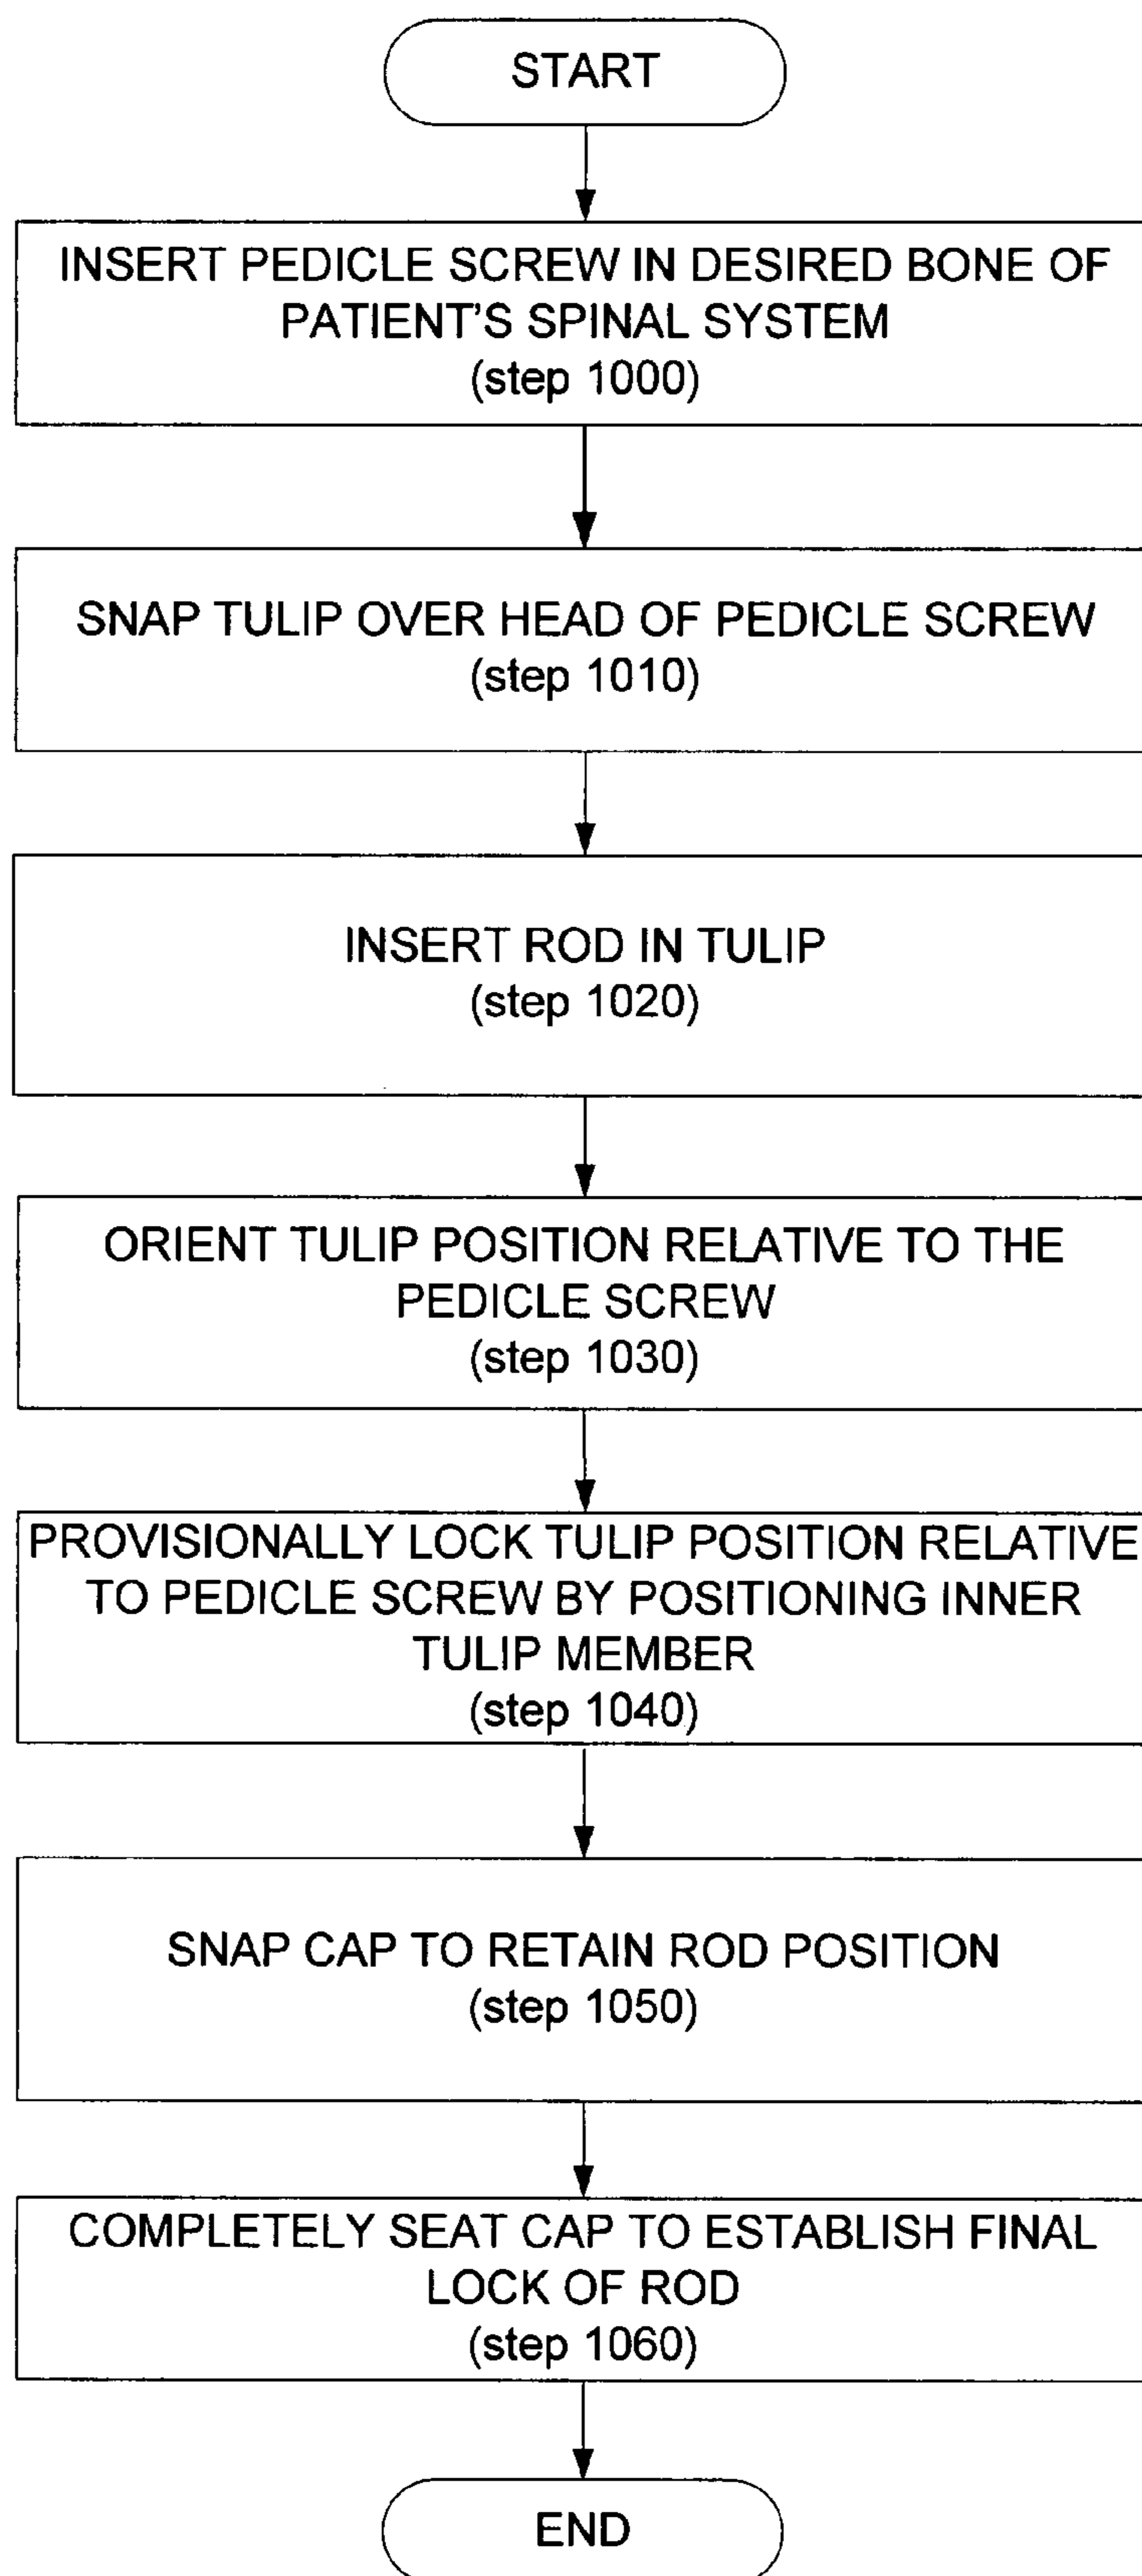 START
INSERT PEDICLE SCREW IN DESIRED BONE OF
PATIENT'S SPINAL SYSTEM
(step 1000)
SNAP TULIP OVER HEAD OF PEDICLE SCREW
(step 1010)
INSERT ROD IN TULIP
(step 1020)
ORIENT TULIP POSITION RELATIVE TO THE
PEDICLE SCREW
(step 1030)
PROVISIONALLY LOCK TULIP POSITION RELATIVE
TO PEDICLE SCREW BY POSITIONING INNER
TULIP MEMBER
(step 1040)
SNAP CAP TO RETAIN ROD POSITION
(step 1050)
COMPLETELY SEAT CAP TO ESTABLISH FINAL
LOCK OF ROD
(step 1060)
END